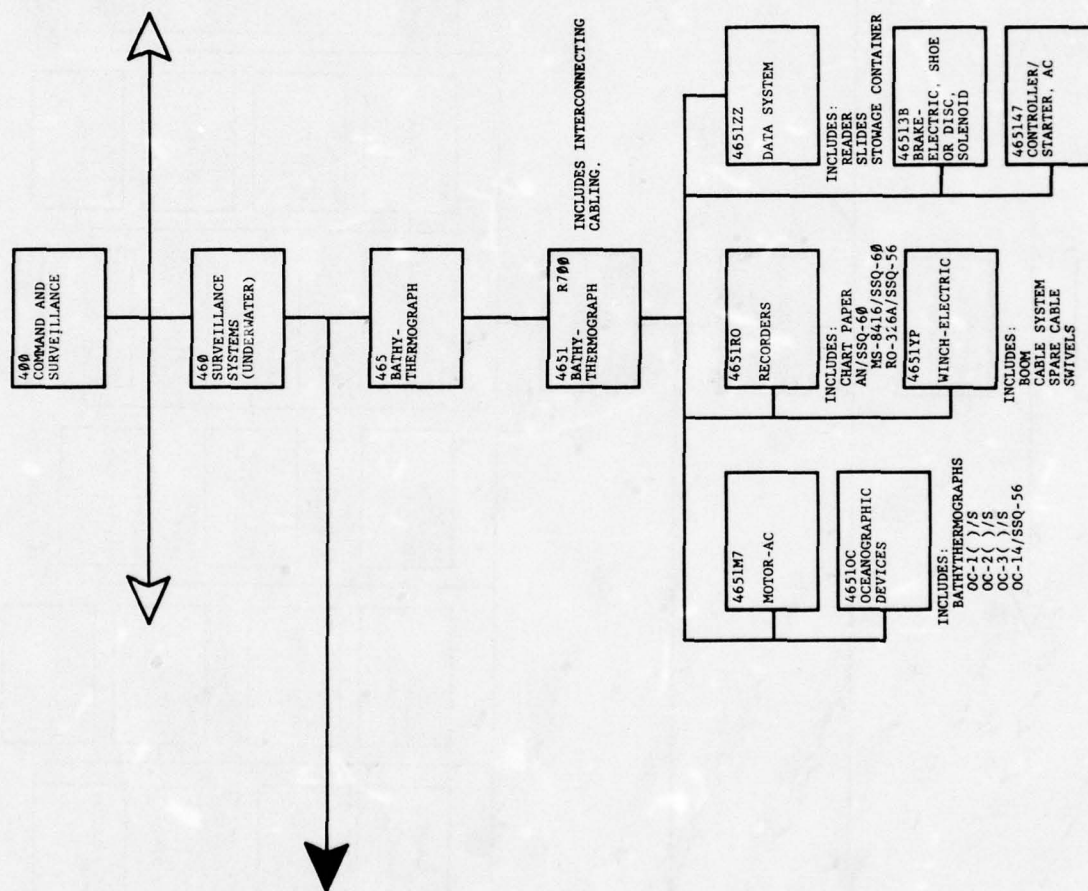 400
COMMAND AND
SURVEILLANCE
460
SURVEILLANCE
SYSTEMS
(UNDERWATER)
465
BATHY-
THERMOGRAPH
4651 R700
BATHY-
THERMOGRAPH
INCLUDES INTERCONNECTING
CABLING.
4651M7
MOTOR-AC
4651OC
OCEANOGRAPHIC
DEVICES
INCLUDES:
BATHYTHERMOGRAPHS
OC-1( )/S
OC-2( )/S
OC-3( )/S
OC-14/SSQ-56
4651RO
RECORDERS
INCLUDES:
CHART PAPER
AN/SSQ-60
MS-8416/SSQ-60
RO-326A/SSQ-56
4651YP
WINCH-ELECTRIC
INCLUDES:
BOOM
CABLE SYSTEM
SPARE CABLE
SWIVELS
4651ZZ
DATA SYSTEM
INCLUDES:
READER
SLIDES
STOWAGE CONTAINER
46513B
BRAKE-
ELECTRIC, SHOE
OR DISC,
SOLENOID
465147
CONTROLLER/
STARTER, AC